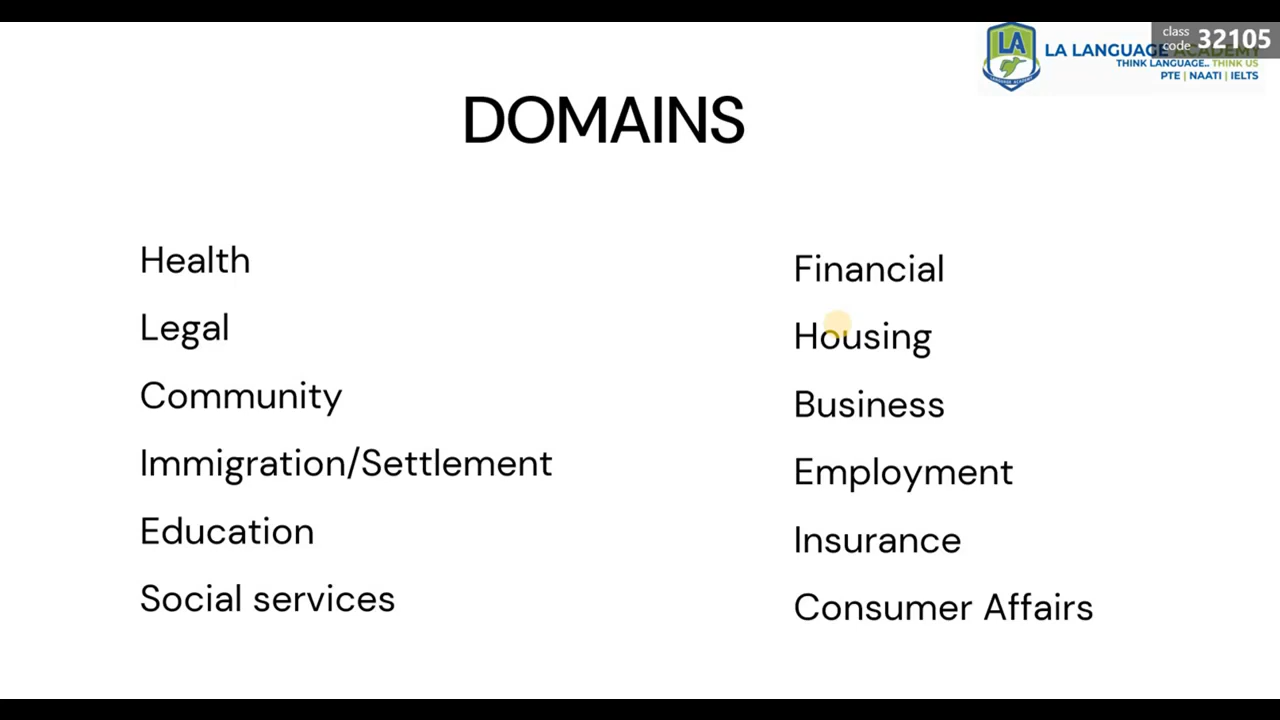 class
code 32105
LA
LA LANGUAGE ACADEMY
THINK LANGUAGE.. THINK US
PTE | NAATI | IELTS
DOMAINS
Health
Legal
Community
Immigration/Settlement
Education
Social services
Financial
Housing
Business
Employment
Insurance
Consumer Affairs